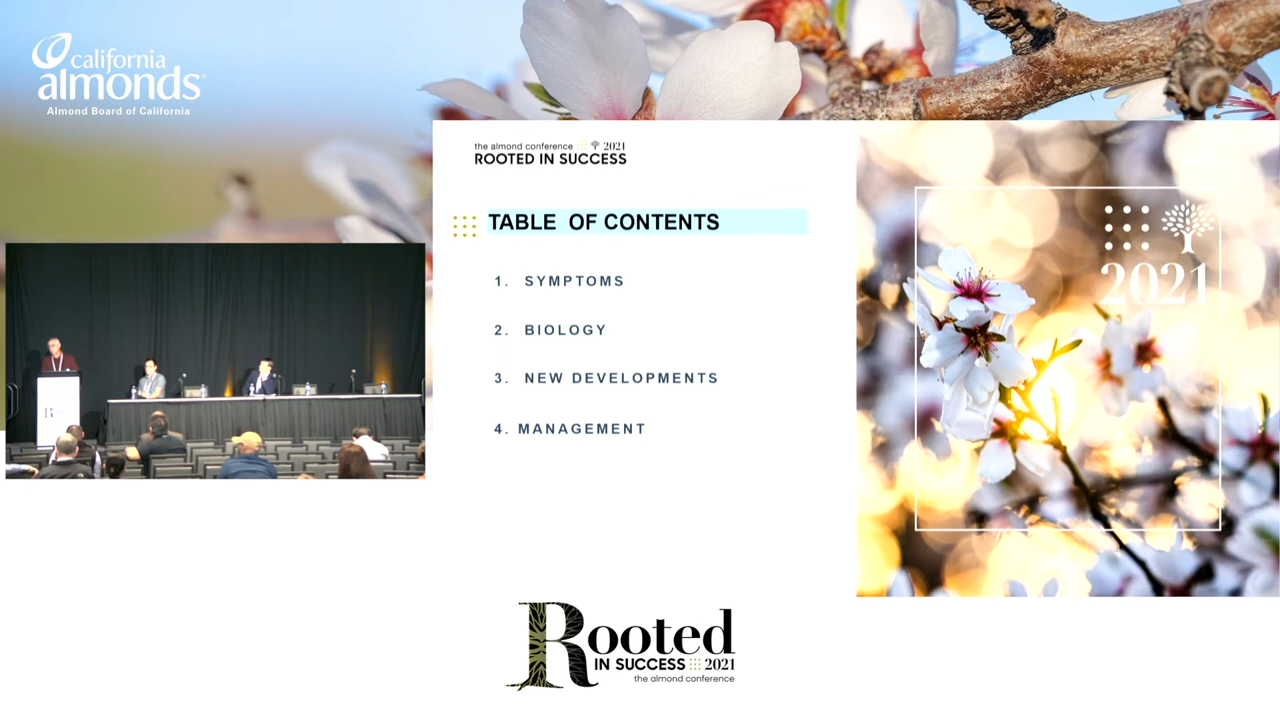 california
almonds
Almond Board of California
the almond conference 2021
ROOTED IN SUCCESS
TABLE OF CONTENTS
1. SYMPTOMS
2. BIOLOGY
3. NEW DEVELOPMENTS
4. MANAGEMENT
2021
Rooted
IN SUCCESS 2021
the almond conference